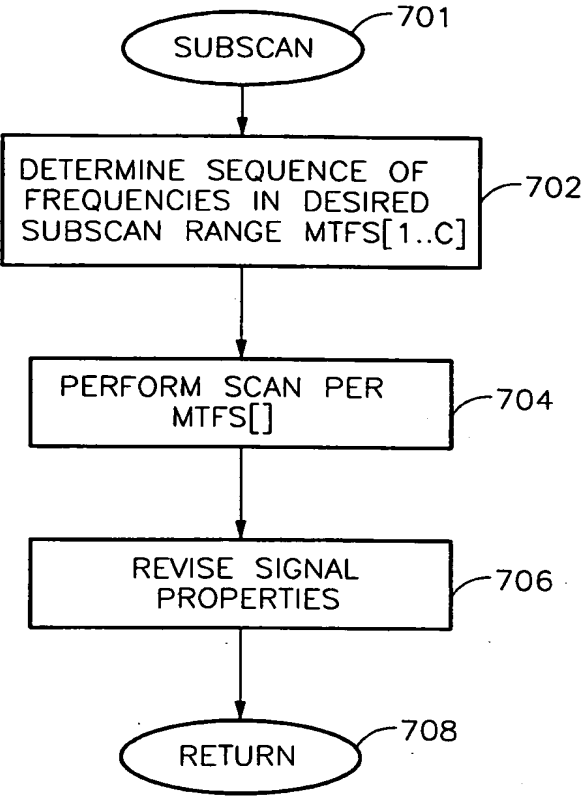 SUBSCAN
701
DETERMINE SEQUENCE OF
FREQUENCIES IN DESIRED
SUBSCAN RANGE MTFS[1..C]
702
PERFORM SCAN PER
MTFS[]
704
REVISE SIGNAL
PROPERTIES
706
RETURN
708